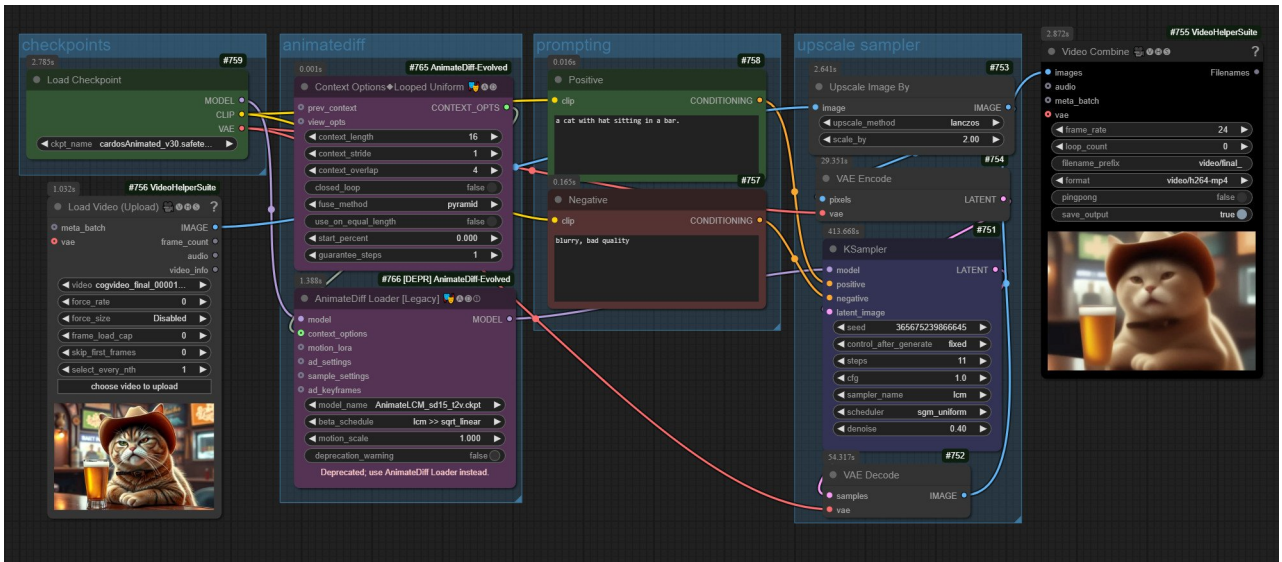 checkpoints
2.783s
#759
Load Checkpoint
MODEL
CLIP
VAE
ckpt_name cardosAnimated_v30.safete...
1.032s
#756 VideoHelperSuite
Load Video (Upload) ?
meta_batch IMAGE
vae frame_count
audio
video_info
video cogvideo_final_00001...
force_rate 0
force_size Disabled
frame_load_cap 0
skip_first_frames 0
select_every_nth 1
choose video to upload
animatediff
0.001s
#765 AnimateDiff-Evolved
Context Options◆Looped Uniform
prev_context CONTEXT_OPTS
view_opts
context_length 16
context_stride 1
context_overlap 4
closed_loop false
fuse_method pyramid
use_on_equal_length false
start_percent 0.000
guarantee_steps 1
1.388s
#766 [DEPR] AnimateDiff-Evolved
AnimateDiff Loader [Legacy]
model MODEL
context_options
motion_lora
ad_settings
sample_settings
ad_keyframes
model_name AnimateLCM_sd15_t2v.ckpt
beta_schedule lcm >> sqrt_linear
motion_scale 1.000
deprecation_warning false
Deprecated; use AnimateDiff Loader instead.
prompting
0.016s
#758
Positive
clip CONDITIONING
a cat with hat sitting in a bar.
0.165s
#757
Negative
clip CONDITIONING
blurry, bad quality
upscale sampler
2.641s
#753
Upscale Image By
image IMAGE
upscale_method lanczos
scale_by 2.00
29.351s
#754
VAE Encode
pixels LATENT
vae
413.668s
#751
KSampler
model LATENT
positive
negative
latent_image
seed 365675239866645
control_after_generate fixed
steps 11
cfg 1.0
sampler_name lcm
scheduler sgm_uniform
denoise 0.40
54.317s
#752
VAE Decode
samples IMAGE
vae
2.872s
#755 VideoHelperSuite
Video Combine ?
images Filenames
audio
meta_batch
vae
frame_rate 24
loop_count 0
filename_prefix video/final_
format video/h264-mp4
pingpong false
save_output true